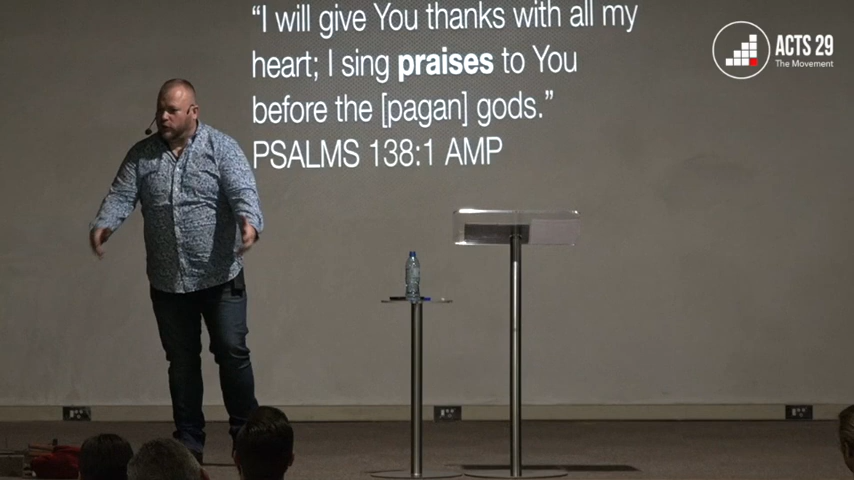 “I will give You thanks with all my
heart; I sing praises to You
before the [pagan] gods.”
PSALMS 138:1 AMP
ACTS 29
The Movement